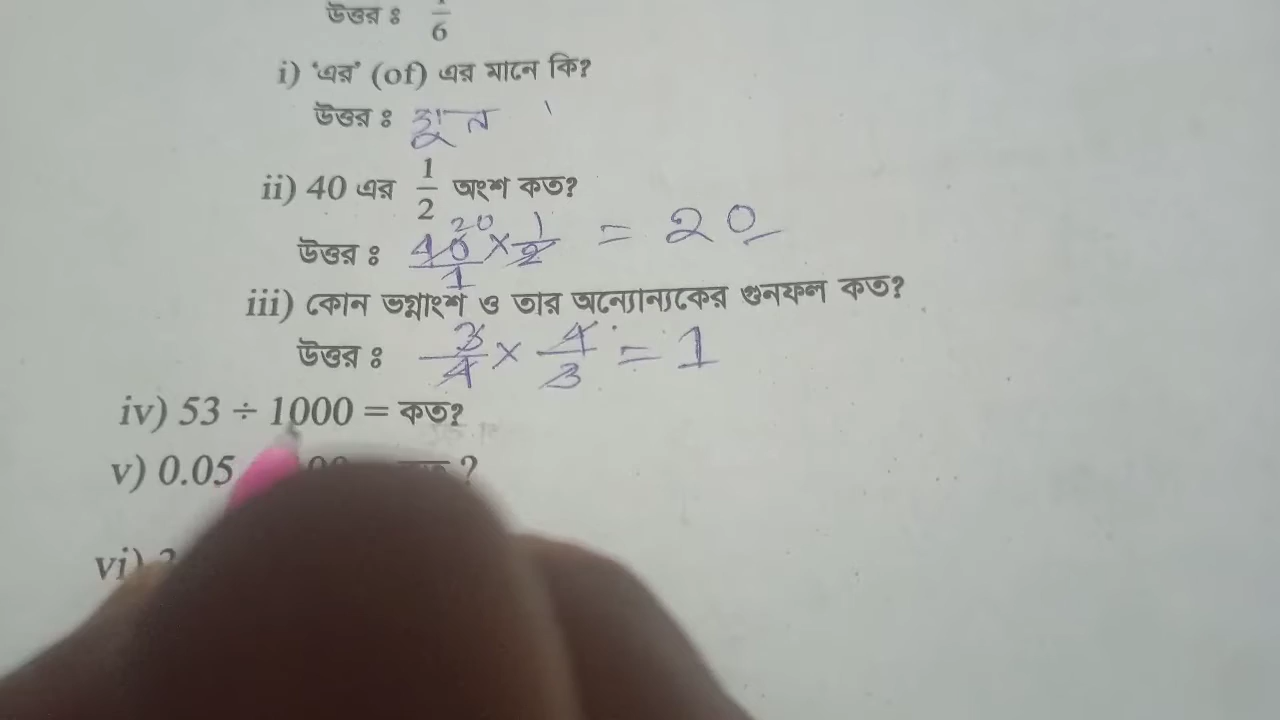 উত্তর ঃ 1/6
i) ‘এর’ (of) এর মানে কি?
উত্তর ঃ গুন ।
ii) 40 এর 1/2 অংশ কত?
উত্তর ঃ 40/1 20 × 1/2 = 20
iii) কোন ভগ্নাংশ ও তার অন্যোন্যকের গুনফল কত?
উত্তর ঃ 3/4 × 4/3 = 1
iv) 53 ÷ 1000 = কত?
v) 0.05 ?
vi)